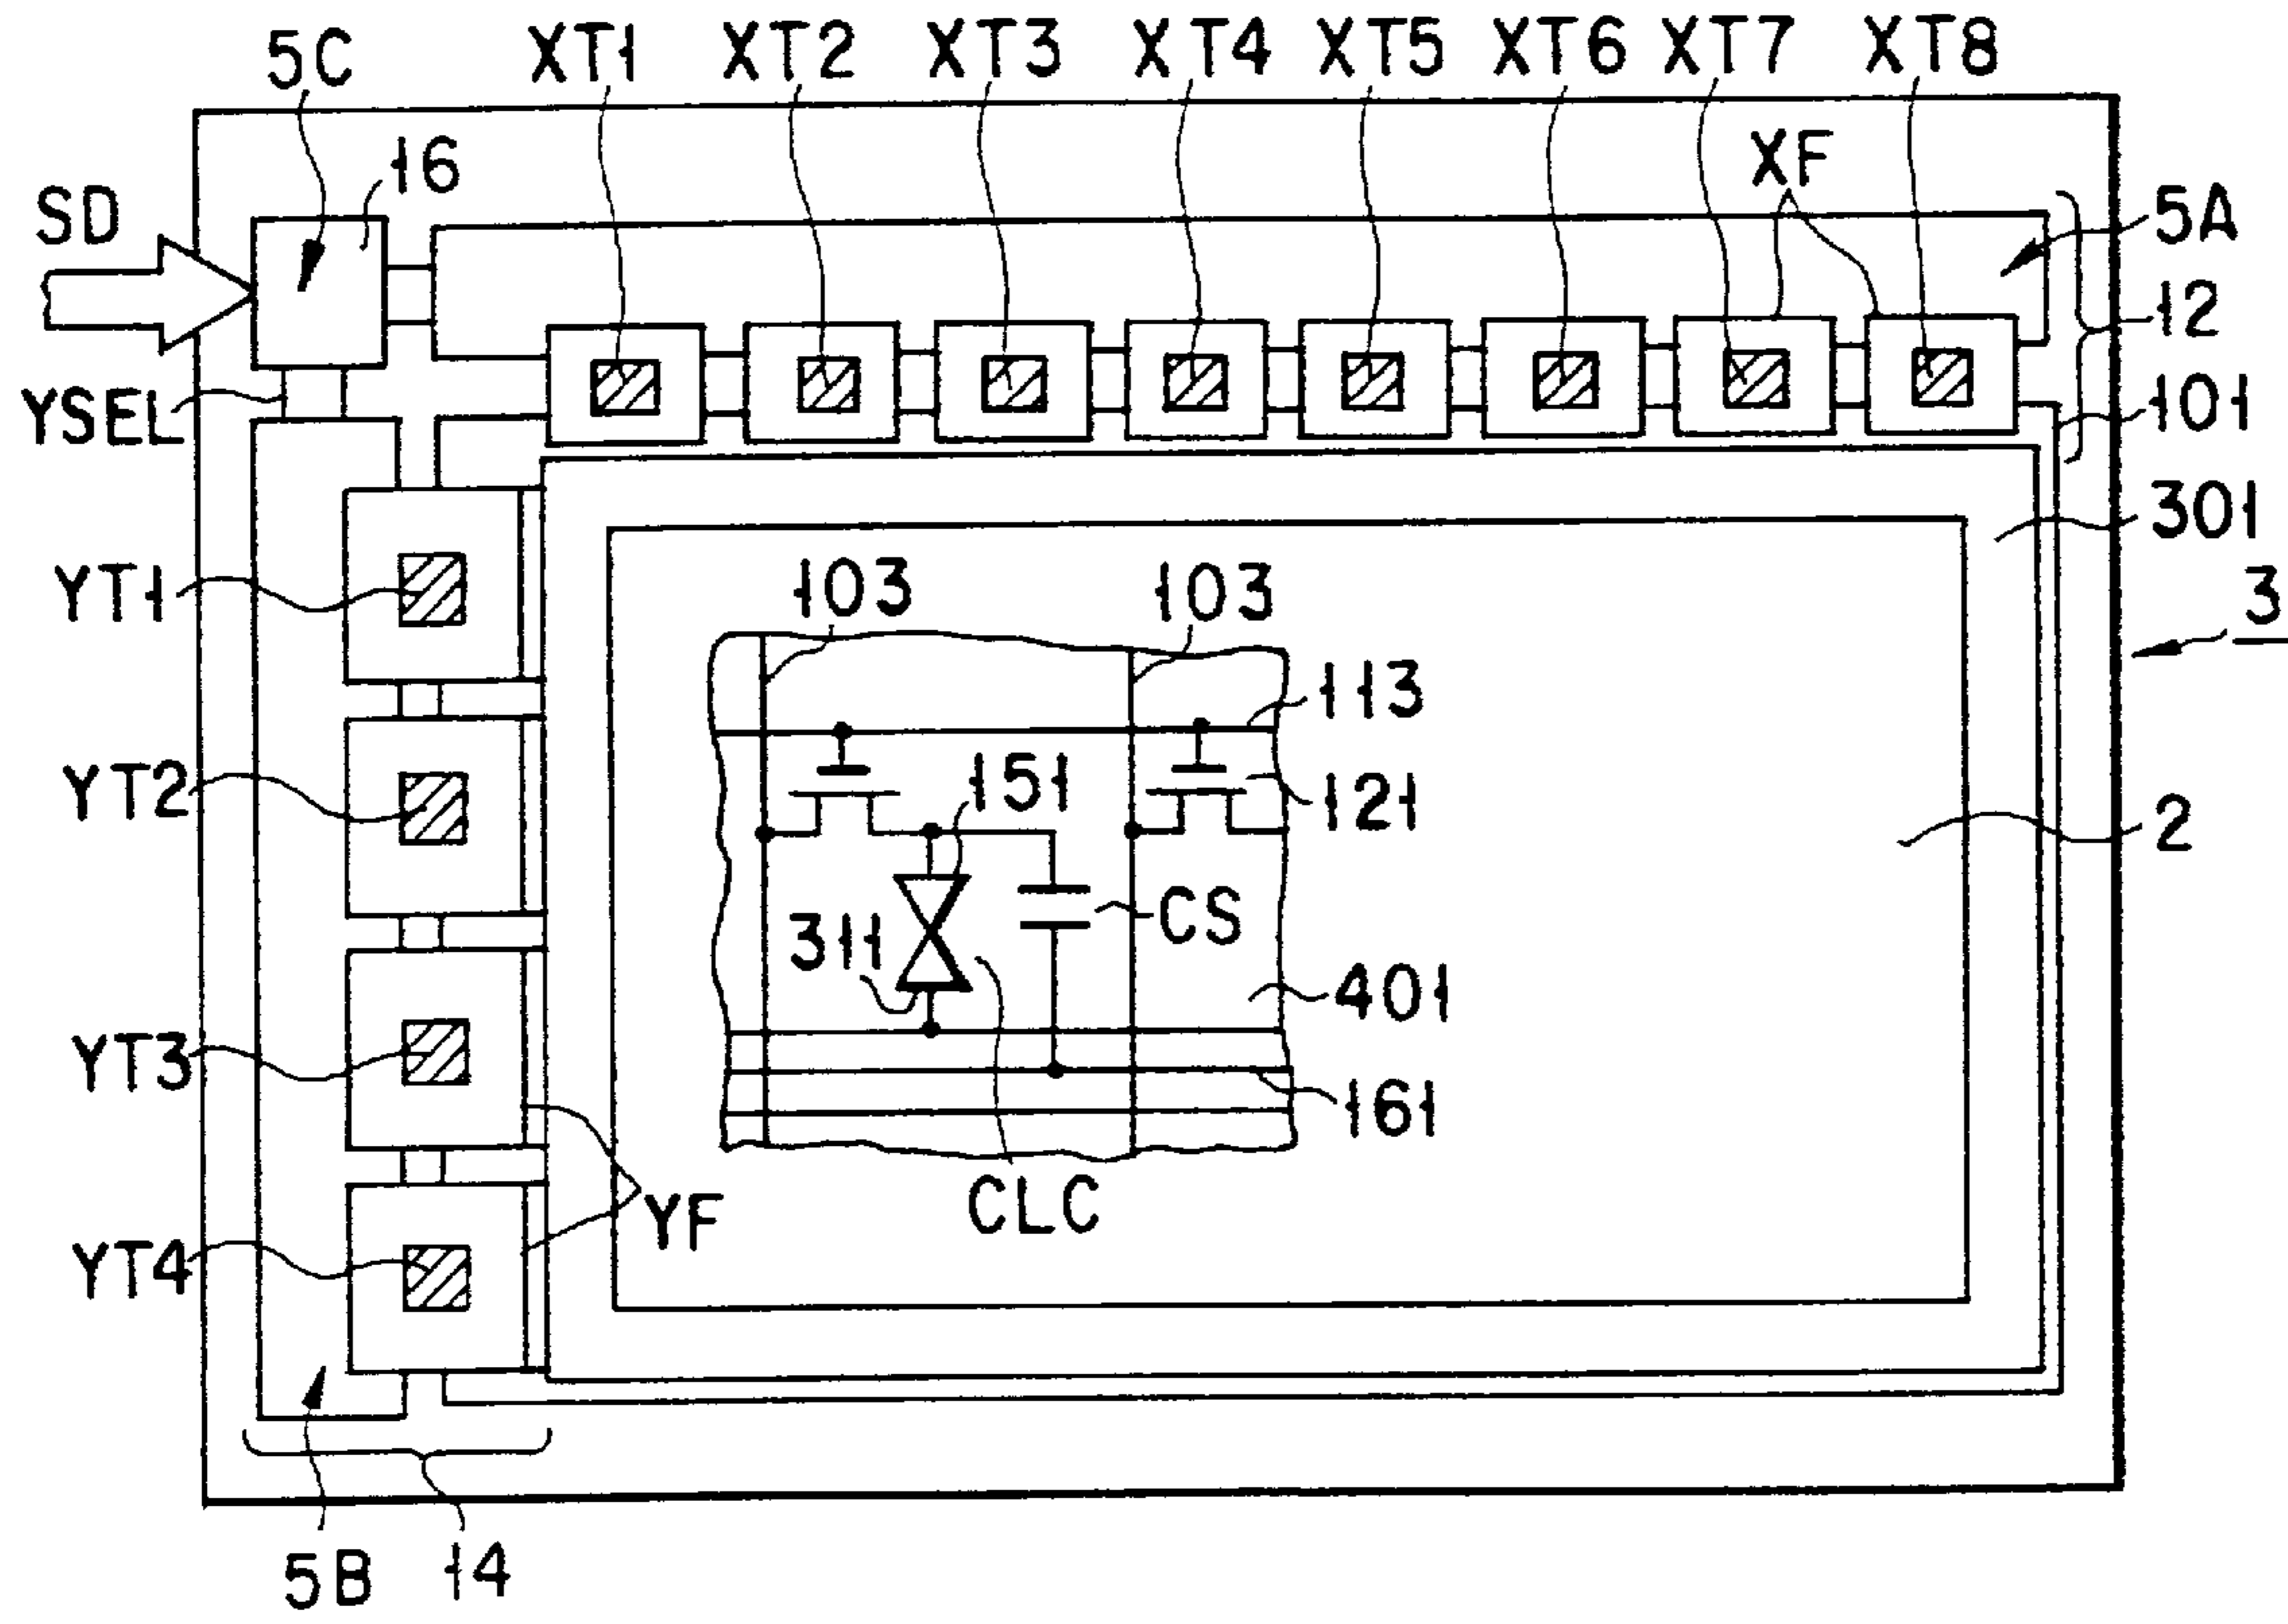 5C XT1 XT2 XT3 XT4 XT5 XT6 XT7 XT8
16 XF
SD 5A
12
YSEL 101
301
103 103 3
YT1
113
151 121
YT2 2
311 CS
401
YT3
161
CLC
YF
YT4
5B 14